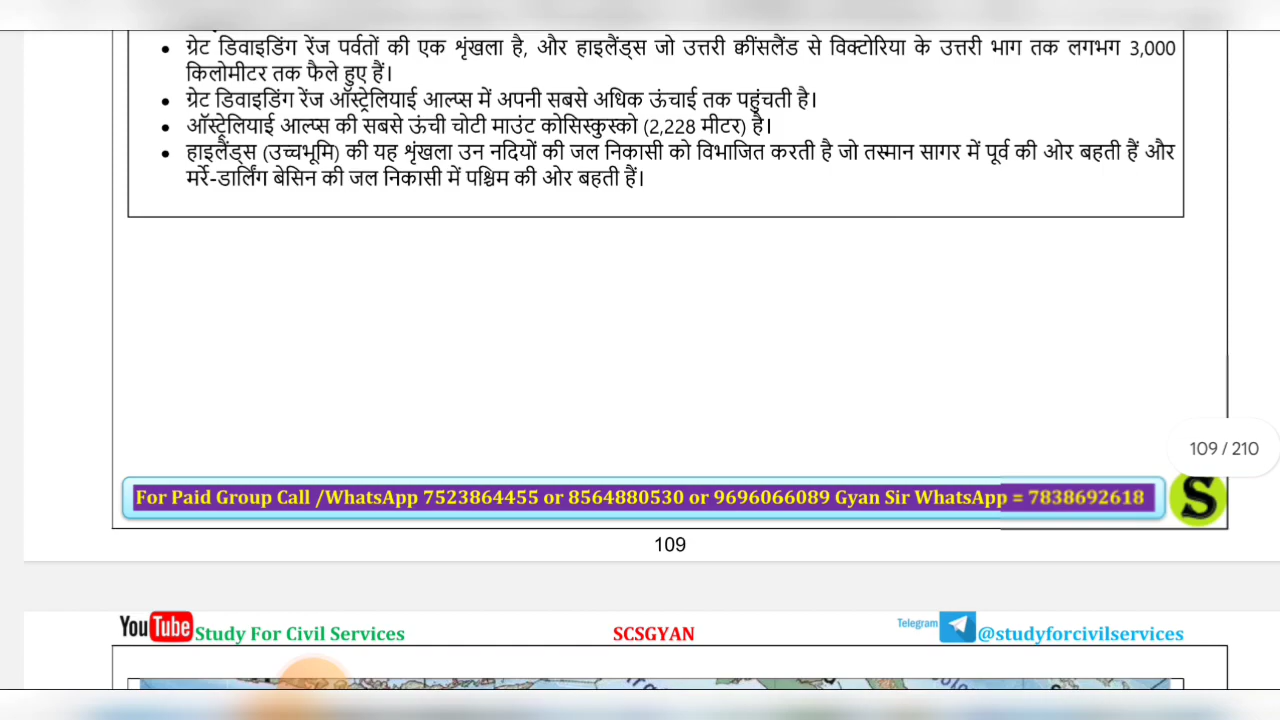 ग्रेट डिवाइडिंग रेंज पर्वतों की एक शृंखला है, और हाइलैंड्स जो उत्तरी क्वींसलैंड से विक्टोरिया के उत्तरी भाग तक लगभग 3,000
किलोमीटर तक फैले हुए हैं।
ग्रेट डिवाइडिंग रेंज ऑस्ट्रेलियाई आल्प्स में अपनी सबसे अधिक ऊंचाई तक पहुंचती है।
ऑस्ट्रेलियाई आल्प्स की सबसे ऊंची चोटी माउंट कोसिस्कुस्को (2,228 मीटर) है।
हाइलैंड्स (उच्चभूमि) की यह शृंखला उन नदियों की जल निकासी को विभाजित करती है जो तस्मान सागर में पूर्व की ओर बहती हैं और
मर्रे-डार्लिंग बेसिन की जल निकासी में पश्चिम की ओर बहती हैं।
109 / 210
For Paid Group Call /WhatsApp 7523864455 or 8564880530 or 9696066089 Gyan Sir WhatsApp = 7838692618
S
109
YouTube Study For Civil Services SCSGYAN Telegram @studyforcivilservices